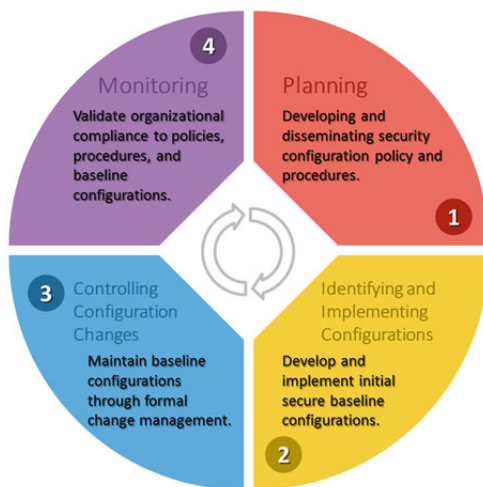 4
Monitoring
Validate organizational
compliance to policies,
procedures, and
baseline
configurations.
Planning
Developing and
disseminating security
configuration policy and
procedures.
1
3
Controlling
Configuration
Changes
Maintain baseline
configurations
through formal
change management.
Identifying and
Implementing
Configurations
Develop and
implement initial
secure baseline
configurations.
2